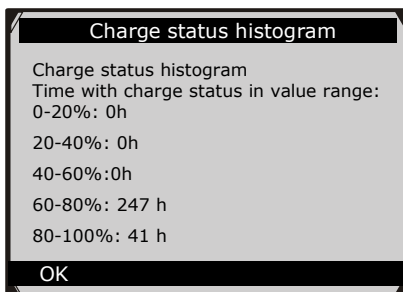 Charge status histogram
Charge status histogram
Time with charge status in value range:
0-20%: 0h
20-40%: 0h
40-60%:0h
60-80%: 247 h
80-100%: 41 h
OK